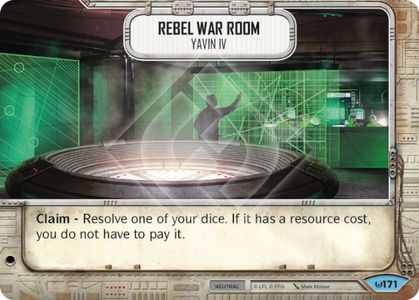 REBEL WAR ROOM
YAVIN IV
Claim - Resolve one of your dice. If it has a resource cost,
you do not have to pay it.
NEUTRAL
© LFL © FFG
Mark Molnar
171